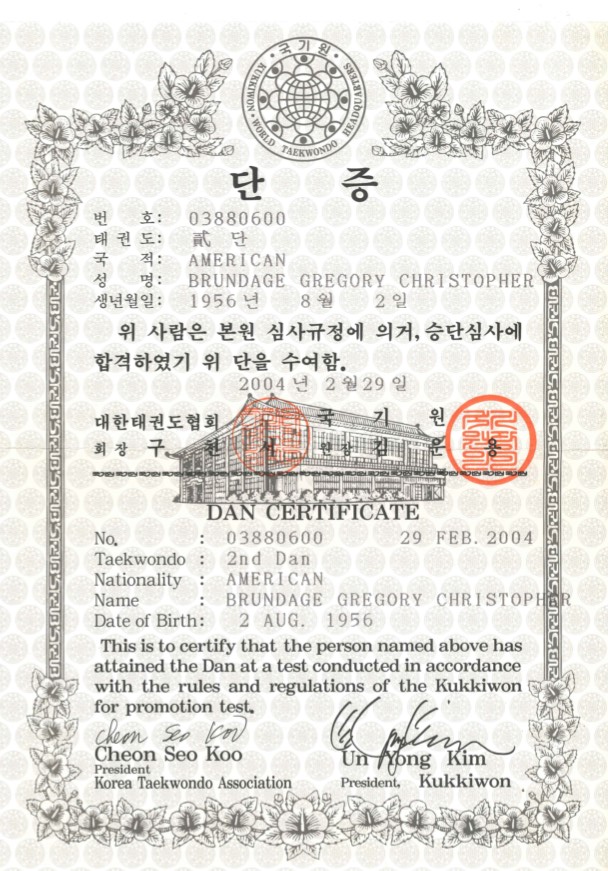 국기원
KUKKIWON • WORLD TAEKWONDO HEADQUARTERS
단 증
번 호: 03880600
태 권 도: 貳 단
국 적: AMERICAN
성 명: BRUNDAGE GREGORY CHRISTOPHER
생년월일: 1956년 8월 2일
위 사람은 본원 심사규정에 의거, 승단심사에
합격하였기 위 단을 수여함.
2004년 2월29일
대한태권도협회 국 기 원
회장 구 천 서 원장 김 운 용
DAN CERTIFICATE
No. : 03880600 29 FEB. 2004
Taekwondo : 2nd Dan
Nationality : AMERICAN
Name : BRUNDAGE GREGORY CHRISTOPHER
Date of Birth: 2 AUG. 1956
This is to certify that the person named above has
attained the Dan at a test conducted in accordance
with the rules and regulations of the Kukkiwon
for promotion test.
Cheon Seo Koo
Cheon Seo Koo Un Yong Kim
President
Korea Taekwondo Association President, Kukkiwon